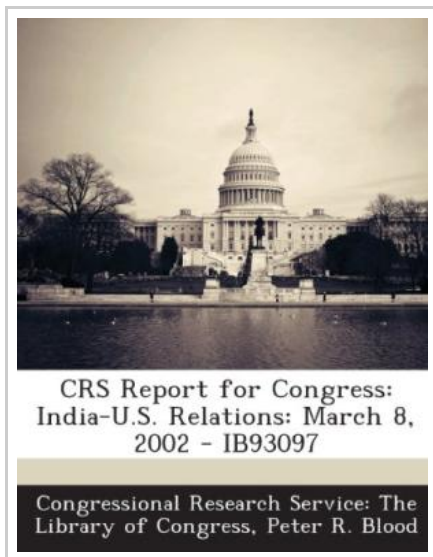 CRS Report for Congress:
India-U.S. Relations: March 8,
2002 - IB93097
Congressional Research Service: The
Library of Congress, Peter R. Blood